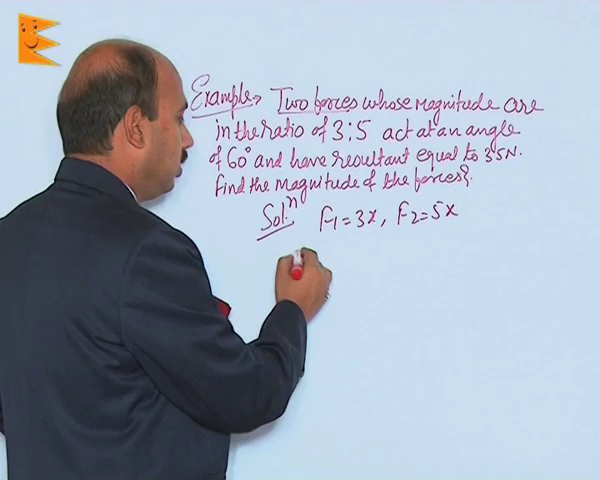 Example→ Two forces whose magnitude are
in the ratio of 3:5 act at an angle
of 60° and have resultant equal to 35N.
find the magnitude of the forces?.
Solⁿ. F1=3x, F2=5x